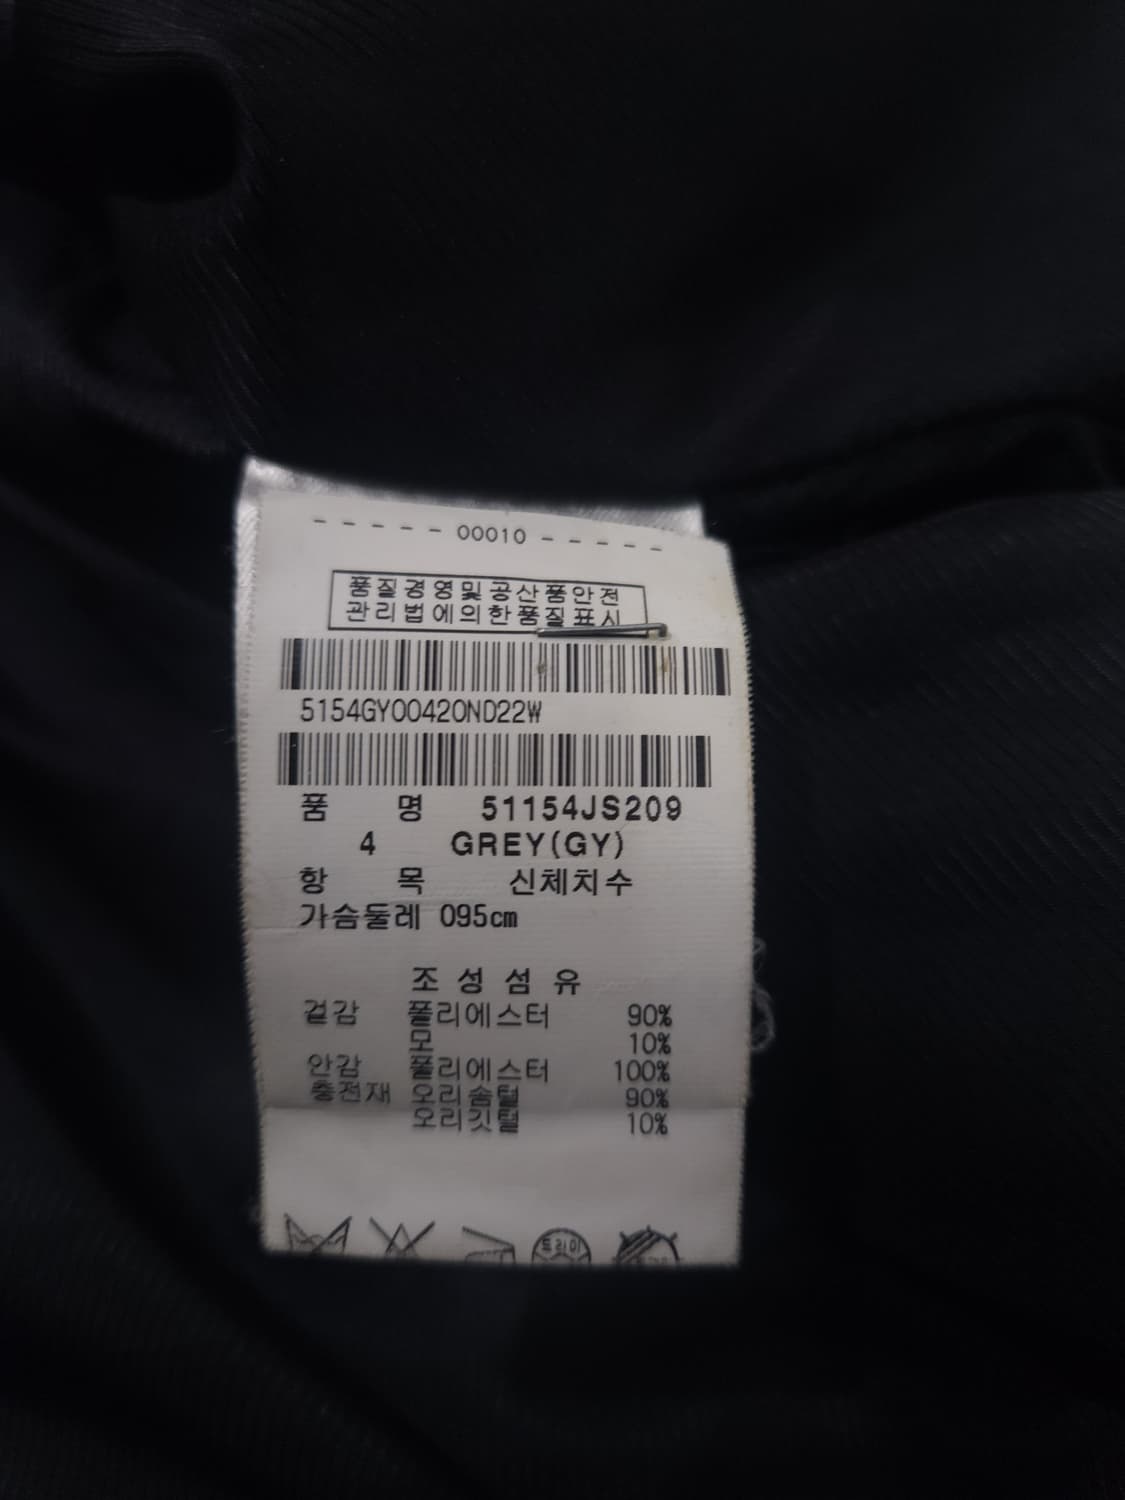 - - - - - 00010 - - - - -
품질경영및공산품안전
관리법에의한품질표시
5154GY00420ND22W
품 명 51154JS209
4 GREY(GY)
항 목 신체치수
가슴둘레 095cm
조 성 섬 유
겉감 폴리에스터 90%
모 10%
안감 폴리에스터 100%
충전재 오리솜털 90%
오리깃털 10%
드라이